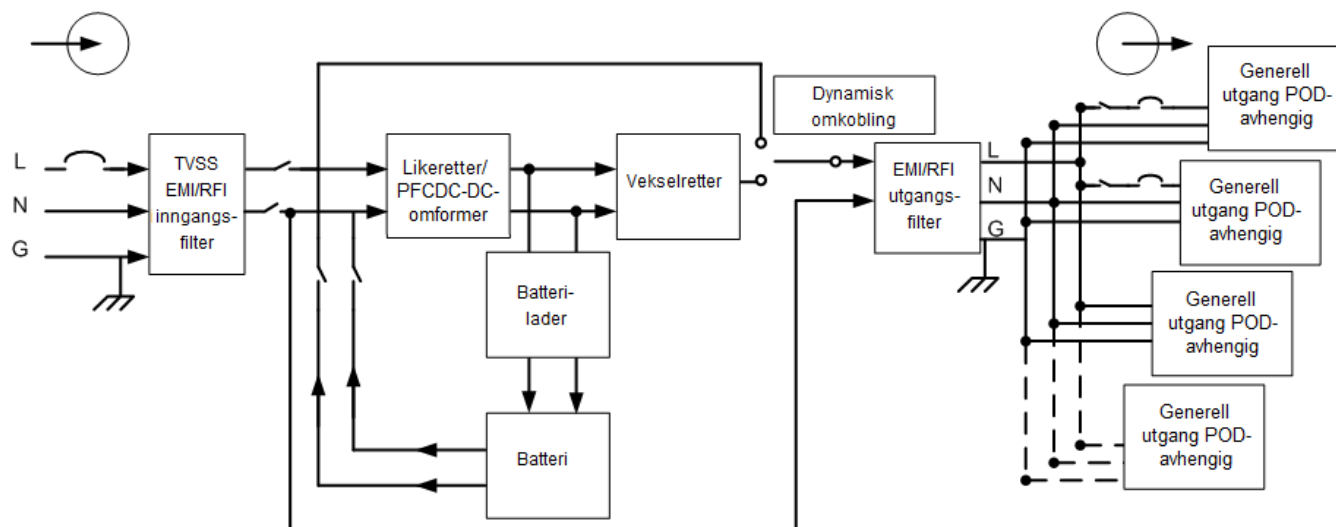 L
N
G
TVSS
EMI/RFI
inngangs-
filter
Likeretter/
PFCDC-DC-
omformer
Batteri-
lader
Batteri
Vekselretter
Dynamisk
omkobling
EMI/RFI
utgangs-
filter
L
N
G
Generell
utgang POD-
avhengig
Generell
utgang POD-
avhengig
Generell
utgang POD-
avhengig
Generell
utgang POD-
avhengig